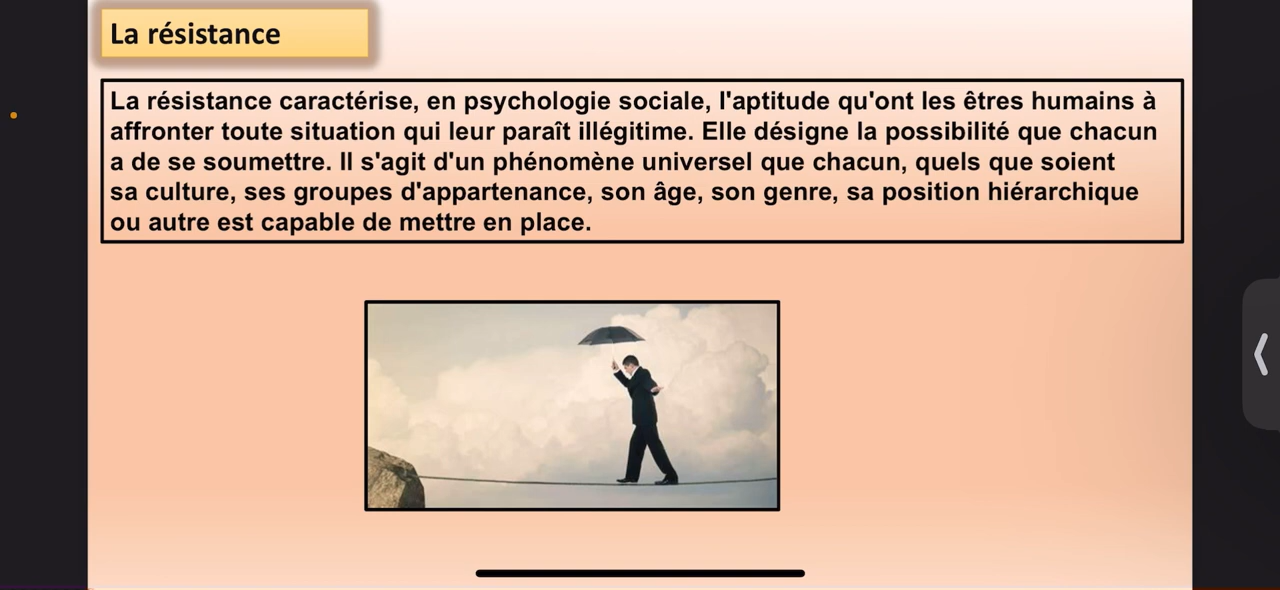 La résistance
La résistance caractérise, en psychologie sociale, l'aptitude qu'ont les êtres humains à
affronter toute situation qui leur paraît illégitime. Elle désigne la possibilité que chacun
a de se soumettre. Il s'agit d'un phénomène universel que chacun, quels que soient
sa culture, ses groupes d'appartenance, son âge, son genre, sa position hiérarchique
ou autre est capable de mettre en place.